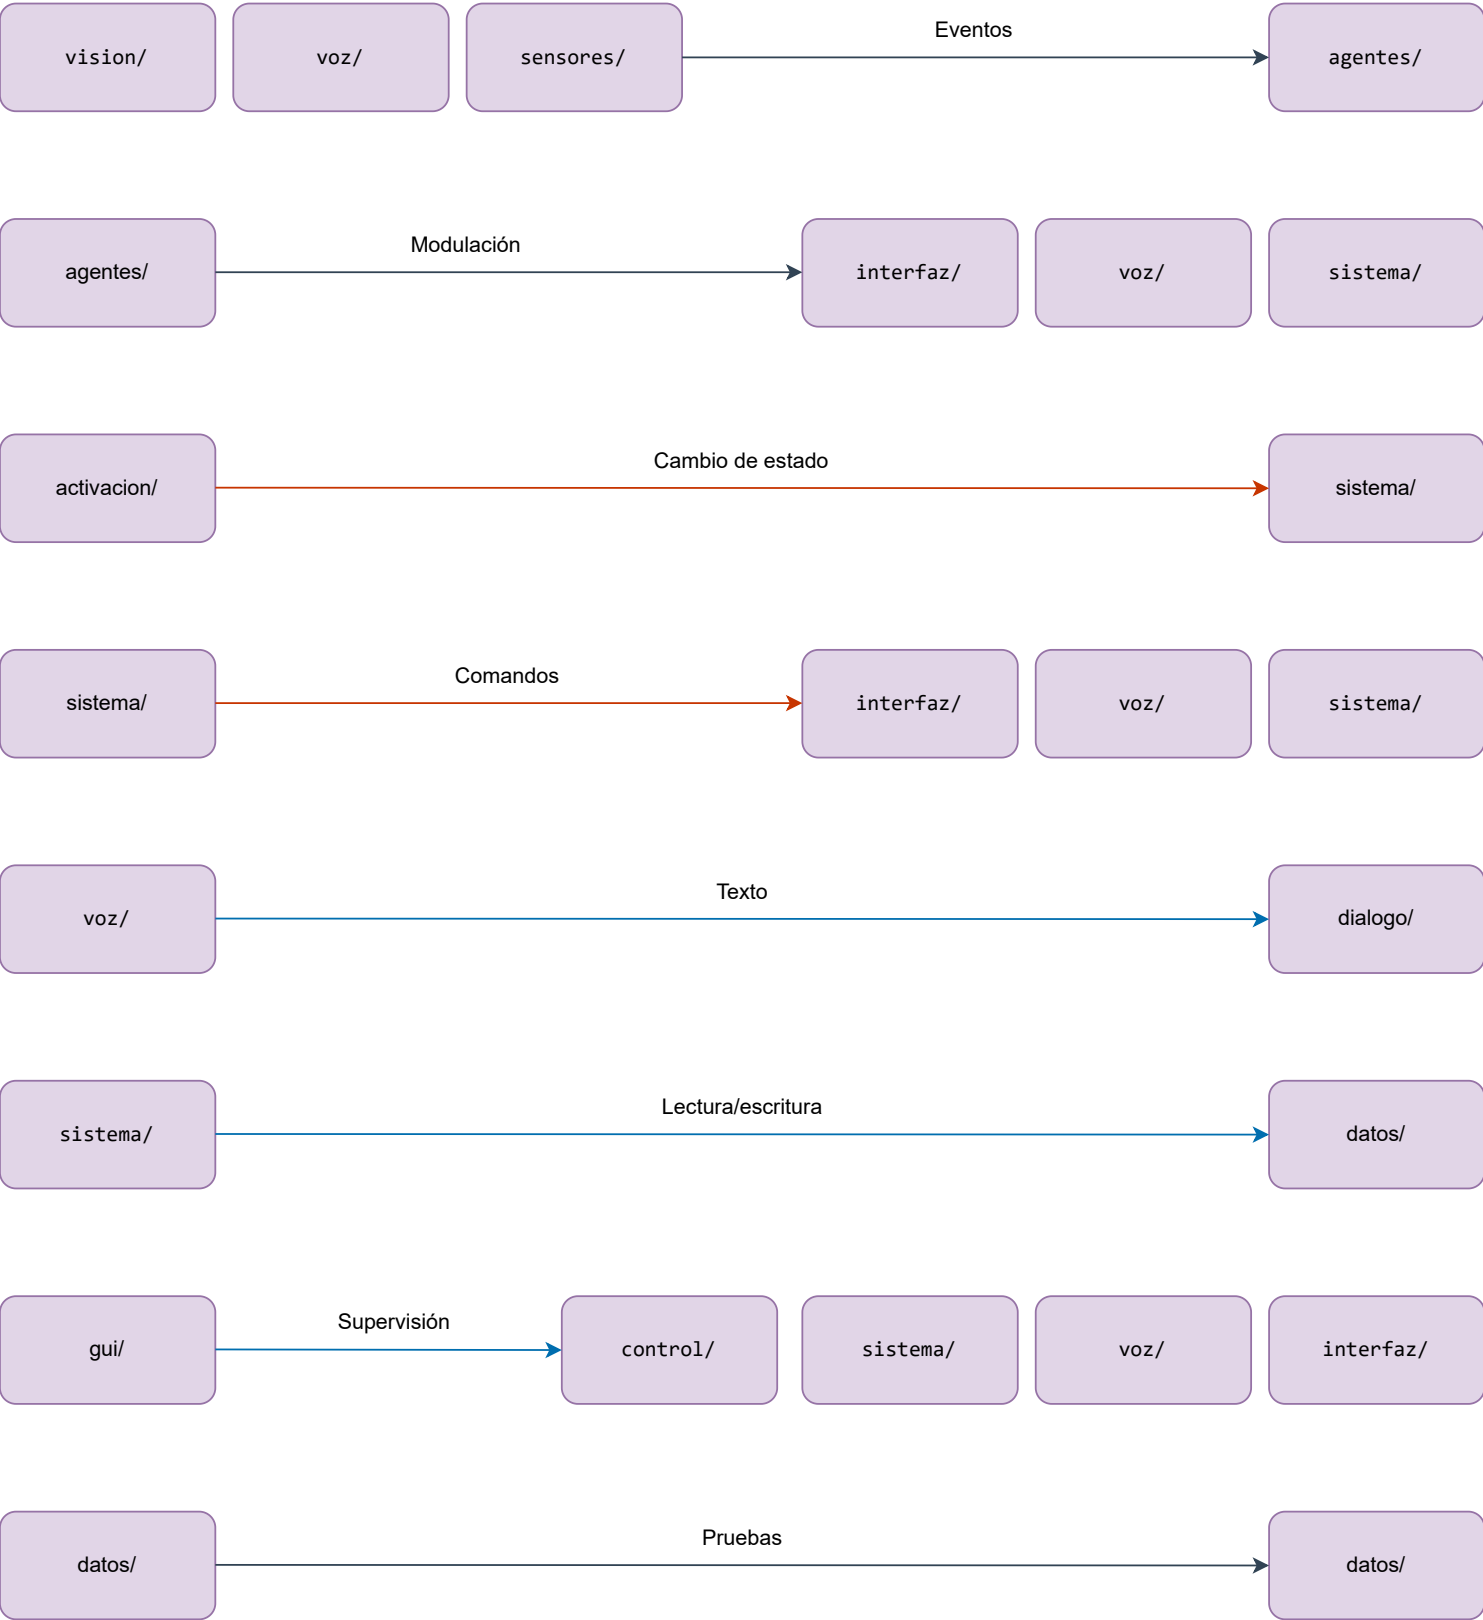 Eventos
vision/ voz/ sensores/ agentes/
Modulación
agentes/ interfaz/ voz/ sistema/
Cambio de estado
activacion/ sistema/
Comandos
sistema/ interfaz/ voz/ sistema/
Texto
voz/ dialogo/
Lectura/escritura
sistema/ datos/
Supervisión
gui/ control/ sistema/ voz/ interfaz/
Pruebas
datos/ datos/